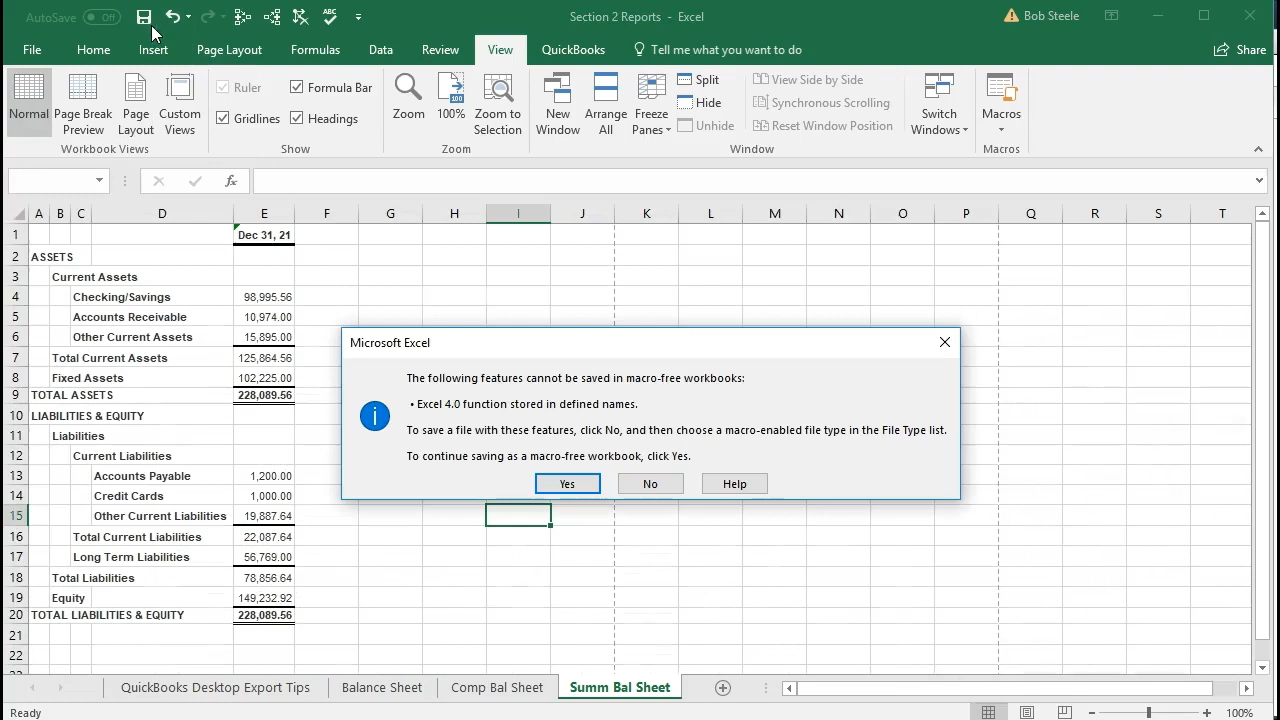 AutoSave Off
Section 2 Reports - Excel
Bob Steele
File Home Insert Page Layout Formulas Data Review View QuickBooks Tell me what you want to do Share
Normal
Page Break Preview
Page Layout
Custom Views
Workbook Views
Ruler
Formula Bar
Gridlines
Headings
Show
Zoom
100
100%
Zoom to Selection
Zoom
New Window
Arrange All
Freeze Panes
Split
Hide
Unhide
View Side by Side
Synchronous Scrolling
Reset Window Position
Switch Windows
Window
Macros
Macros
fx
A B C D E F G H I J K L M N O P Q R S T
1 Dec 31, 21
2 ASSETS
3 Current Assets
4 Checking/Savings 98,995.56
5 Accounts Receivable 10,974.00
6 Other Current Assets 15,895.00
7 Total Current Assets 125,864.56
8 Fixed Assets 102,225.00
9 TOTAL ASSETS 228,089.56
10 LIABILITIES & EQUITY
11 Liabilities
12 Current Liabilities
13 Accounts Payable 1,200.00
14 Credit Cards 1,000.00
15 Other Current Liabilities 19,887.64
16 Total Current Liabilities 22,087.64
17 Long Term Liabilities 56,769.00
18 Total Liabilities 78,856.64
19 Equity 149,232.92
20 TOTAL LIABILITIES & EQUITY 228,089.56
21
22
23
Microsoft Excel
The following features cannot be saved in macro-free workbooks:
• Excel 4.0 function stored in defined names.
To save a file with these features, click No, and then choose a macro-enabled file type in the File Type list.
To continue saving as a macro-free workbook, click Yes.
Yes No Help
QuickBooks Desktop Export Tips Balance Sheet Comp Bal Sheet Summ Bal Sheet
Ready
100%